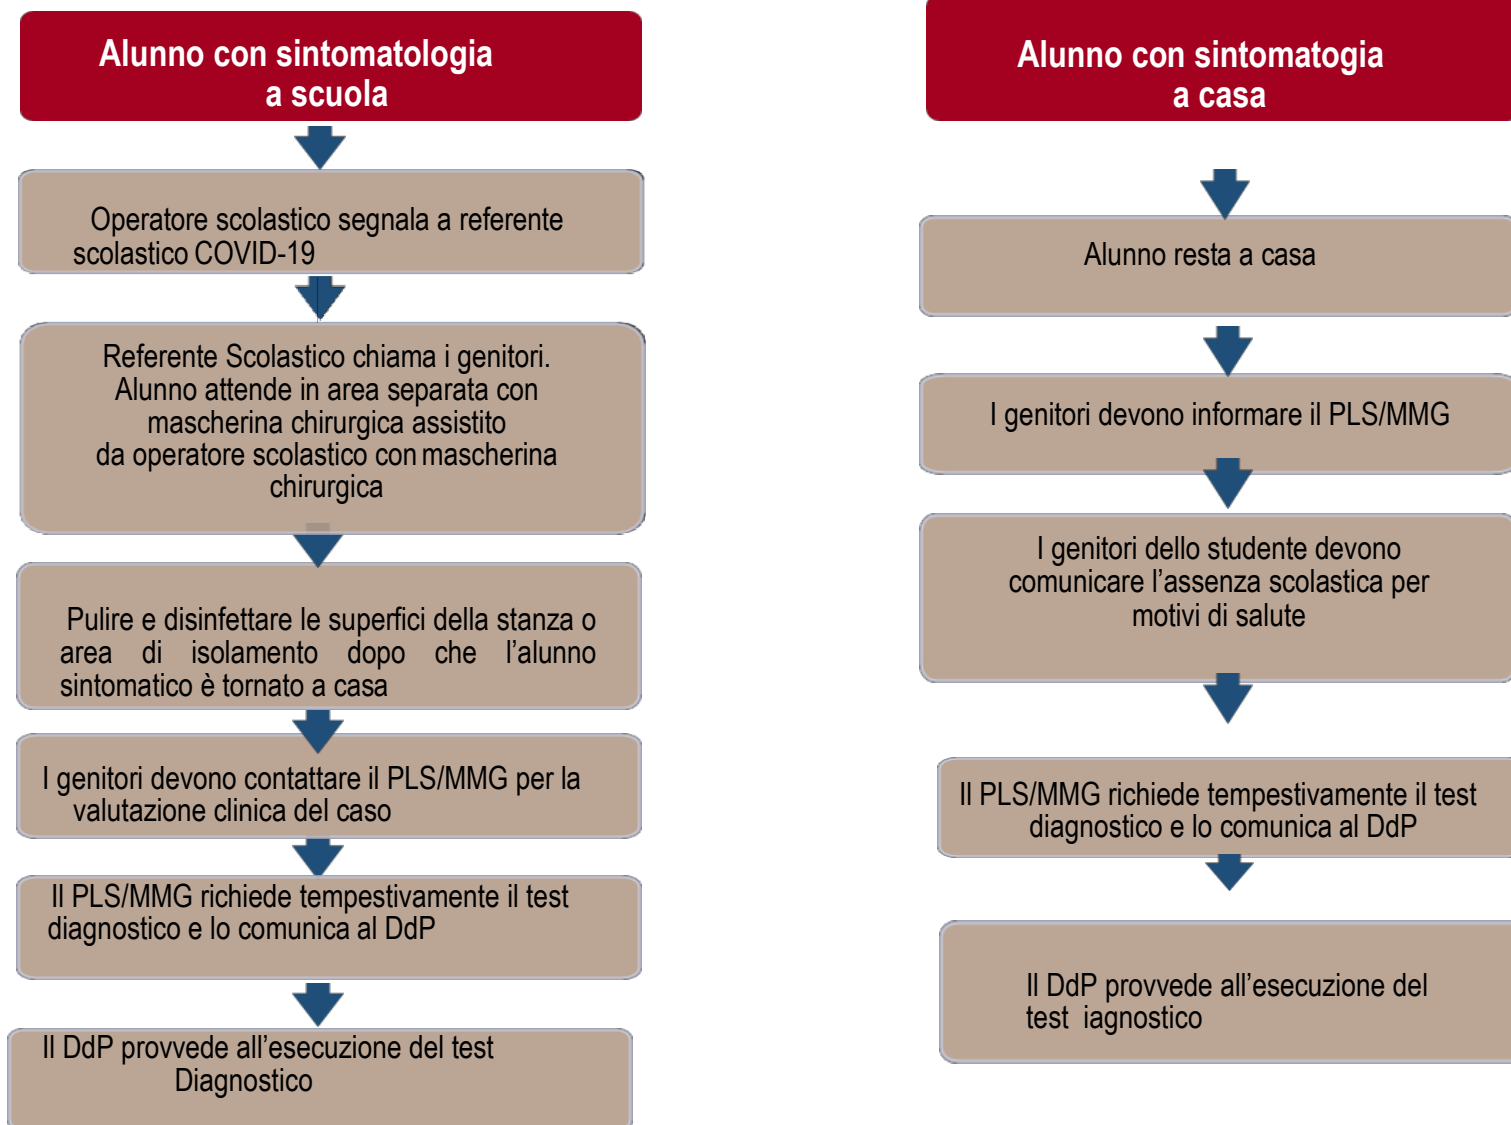 Alunno con sintomatologia
a scuola
Operatore scolastico segnala a referente
scolastico COVID-19
Referente Scolastico chiama i genitori.
Alunno attende in area separata con
mascherina chirurgica assistito
da operatore scolastico con mascherina
chirurgica
Pulire e disinfettare le superfici della stanza o
area di isolamento dopo che l’alunno
sintomatico è tornato a casa
I genitori devono contattare il PLS/MMG per la
valutazione clinica del caso
Il PLS/MMG richiede tempestivamente il test
diagnostico e lo comunica al DdP
Il DdP provvede all’esecuzione del test
Diagnostico
Alunno con sintomatogia
a casa
Alunno resta a casa
I genitori devono informare il PLS/MMG
I genitori dello studente devono
comunicare l’assenza scolastica per
motivi di salute
Il PLS/MMG richiede tempestivamente il test
diagnostico e lo comunica al DdP
Il DdP provvede all’esecuzione del
test iagnostico